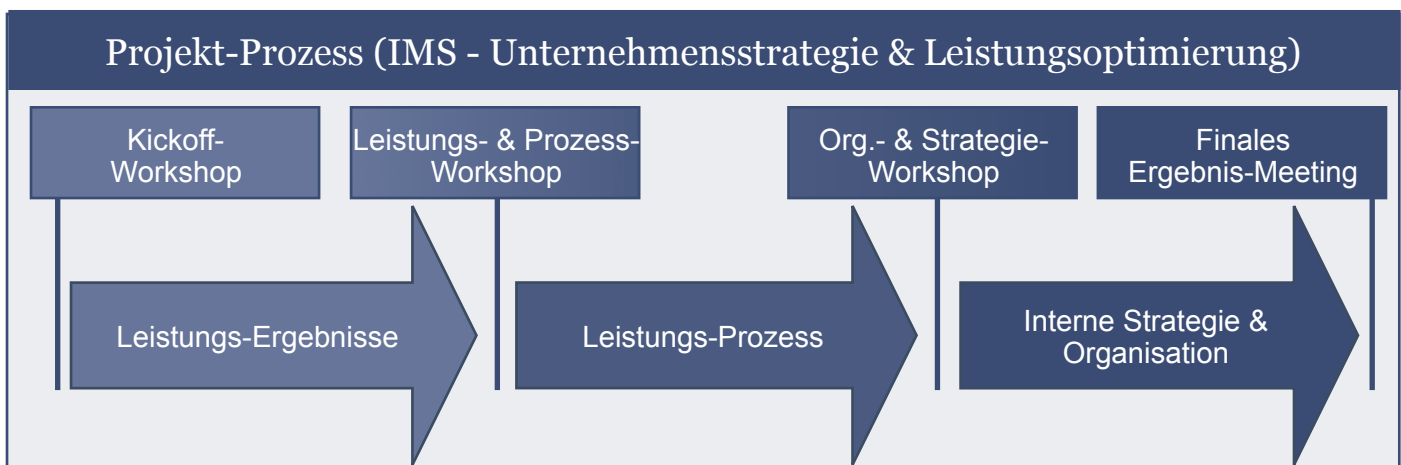 Projekt-Prozess (IMS - Unternehmensstrategie & Leistungsoptimierung)
Kickoff-
Workshop
Leistungs- & Prozess-
Workshop
Org.- & Strategie-
Workshop
Finales
Ergebnis-Meeting
Leistungs-Ergebnisse
Leistungs-Prozess
Interne Strategie &
Organisation